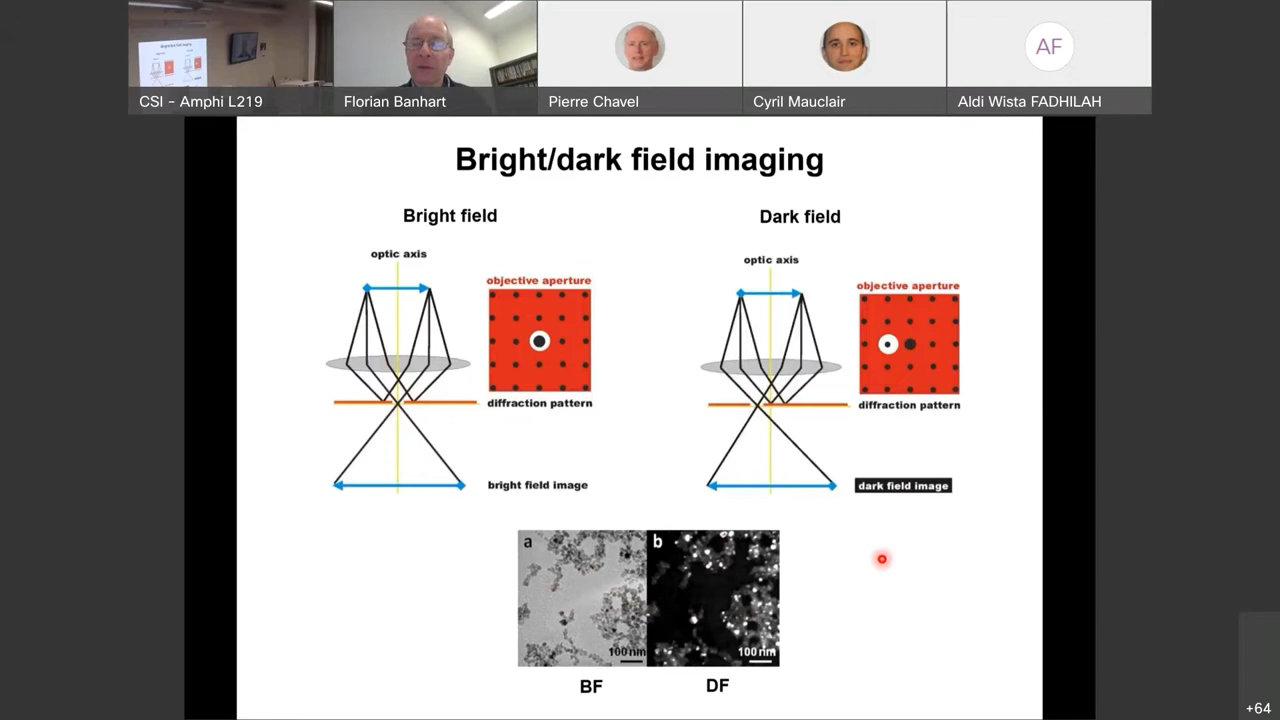 CSI - Amphi L219
Florian Banhart
Pierre Chavel
Cyril Mauclair
AF
Aldi Wista FADHILAH
Bright/dark field imaging
Bright field
optic axis
objective aperture
diffraction pattern
bright field image
Dark field
optic axis
objective aperture
diffraction pattern
dark field image
a
100 nm
b
100 nm
BF
DF
+64